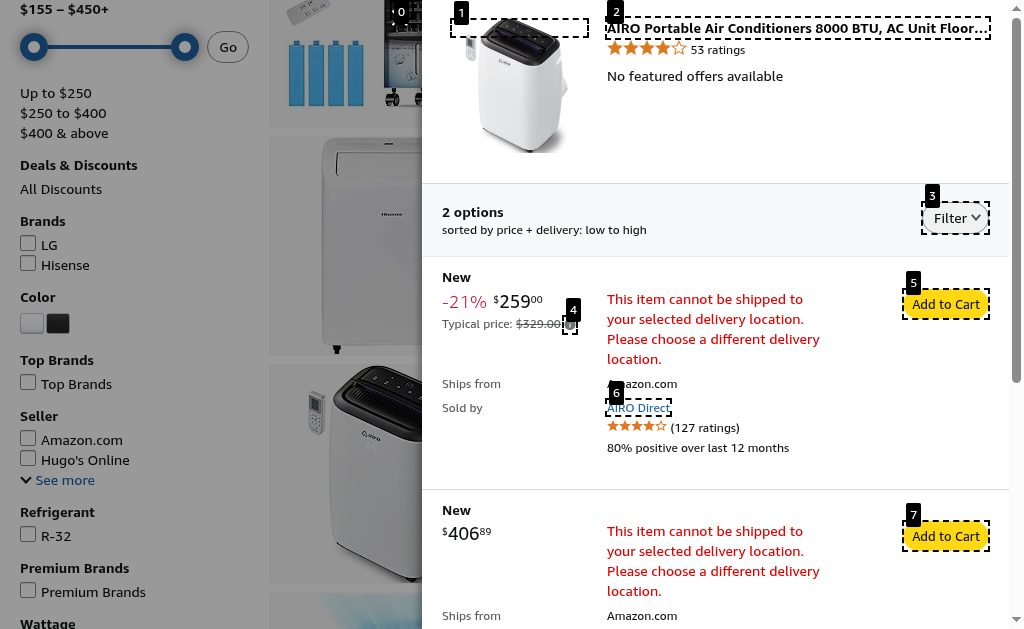 $155 – $450+
Go
Up to $250
$250 to $400
$400 & above
Deals & Discounts
All Discounts
Brands
LG
Hisense
Color
Top Brands
Top Brands
Seller
Amazon.com
Hugo's Online
See more
Refrigerant
R-32
Premium Brands
Premium Brands
Wattage
0
Hisense
AIRO
1
AIRO
2
AIRO Portable Air Conditioners 8000 BTU, AC Unit Floor...
53 ratings
No featured offers available
2 options
sorted by price + delivery: low to high
3
Filter
New
-21% $25900
Typical price: $329.00
4
This item cannot be shipped to
your selected delivery location.
Please choose a different delivery
location.
5
Add to Cart
Ships from
Amazon.com
6
Sold by
AIRO Direct
(127 ratings)
80% positive over last 12 months
New
$40689
This item cannot be shipped to
your selected delivery location.
Please choose a different delivery
location.
7
Add to Cart
Ships from
Amazon.com